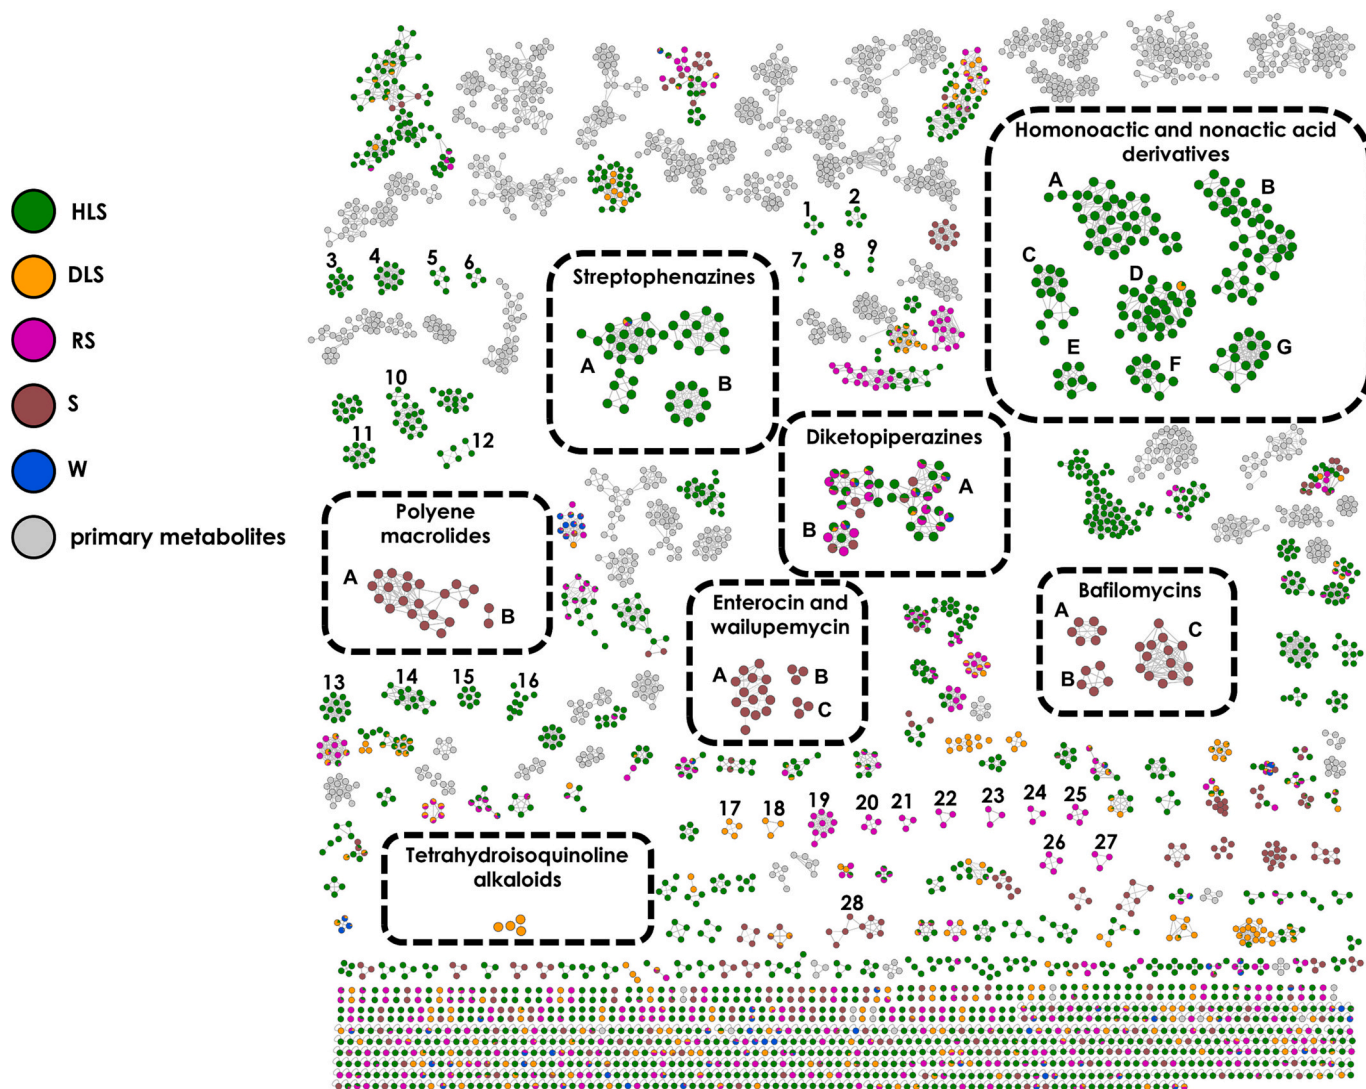 HLS
DLS
RS
S
W
primary metabolites
Homonoactic and nonactic acid
derivatives
A
B
C
D
E
F
G
1
2
3
4
5
6
7
8
9
Streptophenazines
A
B
10
11
12
Diketopiperazines
A
B
Polyene
macrolides
A
B
Enterocin and
wailupemycin
A
B
C
Bafilomycins
A
B
C
13
14
15
16
17
18
19
20
21
22
23
24
25
26
27
Tetrahydroisoquinoline
alkaloids
28